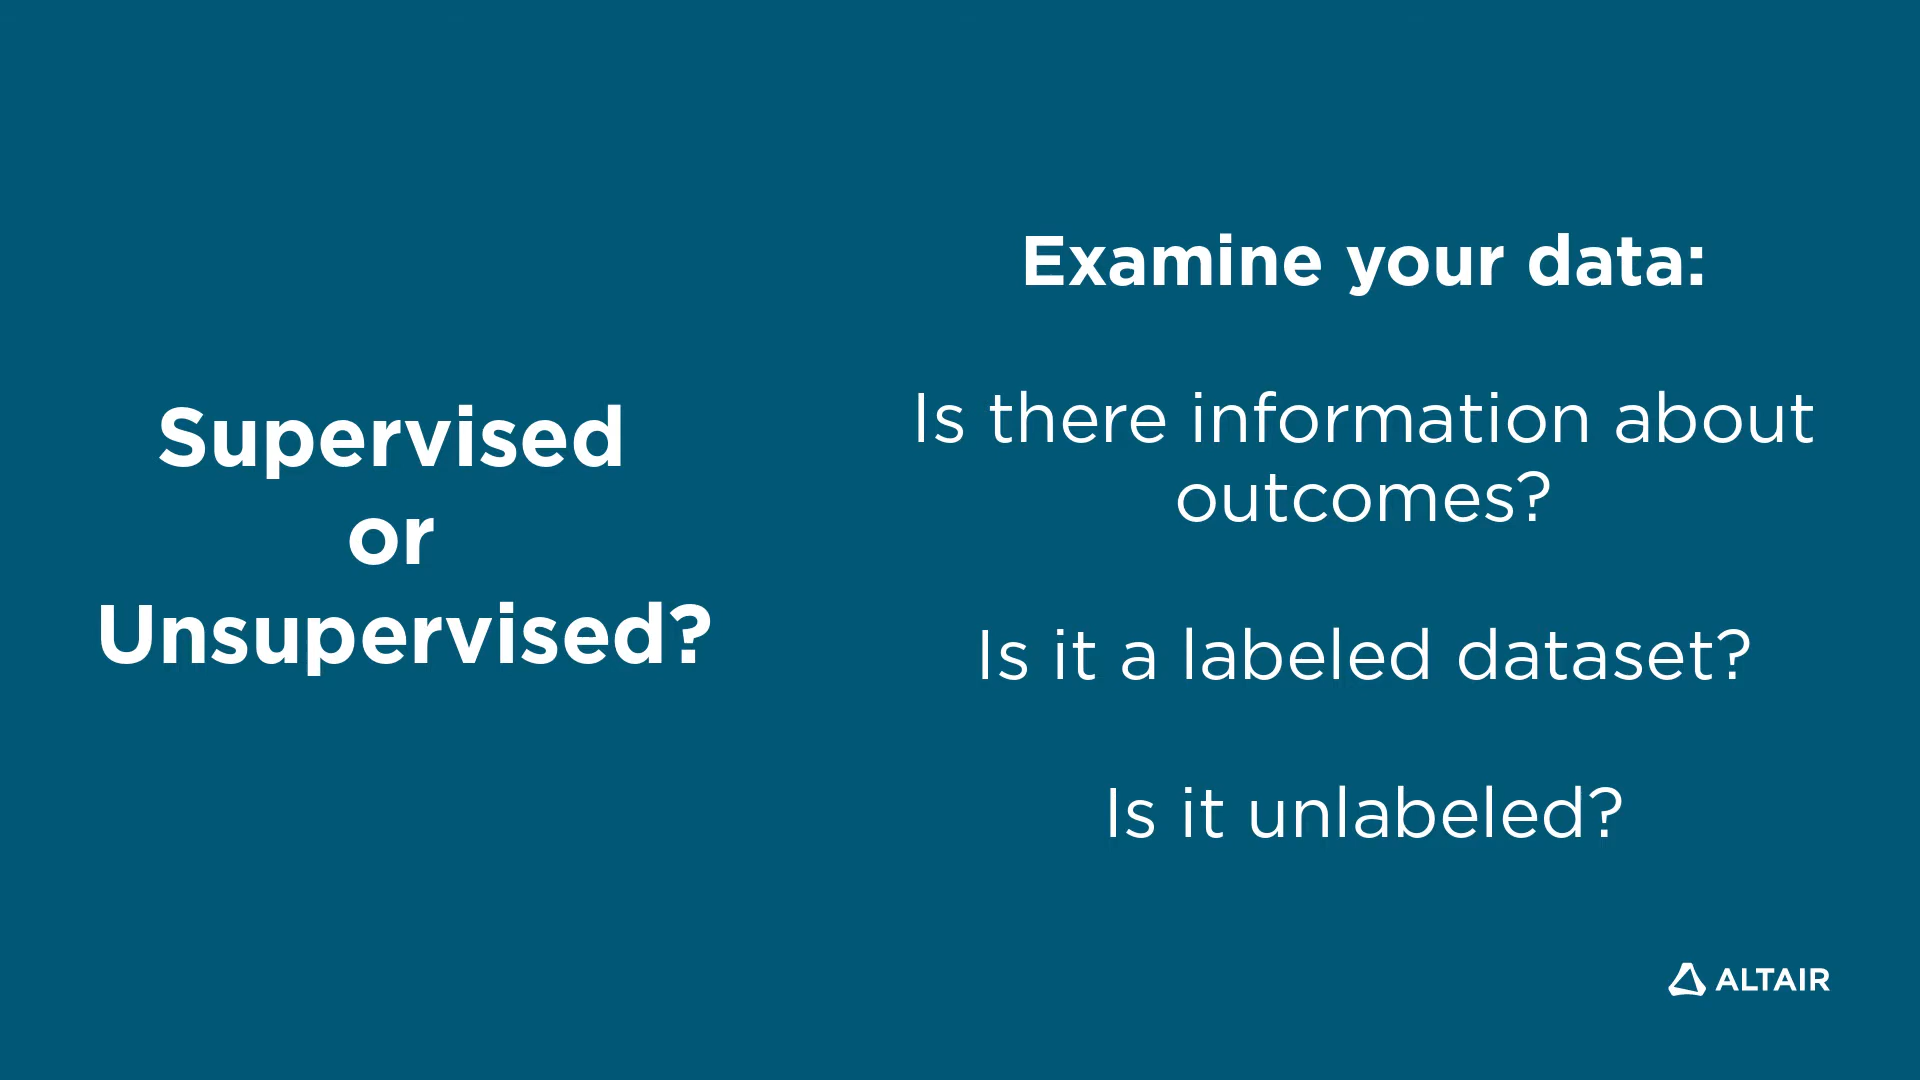 Supervised
or
Unsupervised?
Examine your data:
Is there information about
outcomes?
Is it a labeled dataset?
Is it unlabeled?
ALTAIR